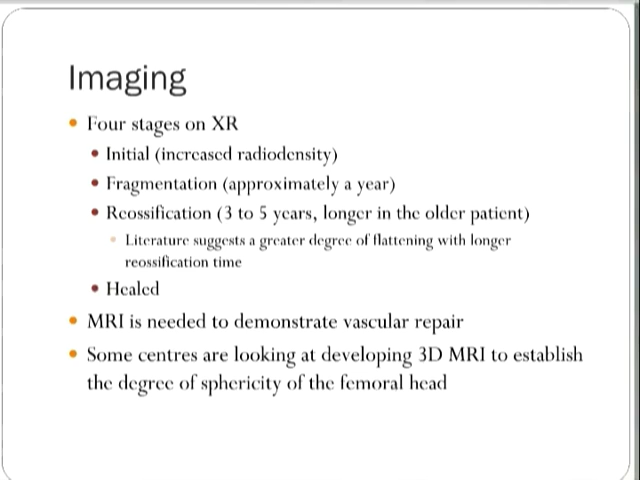 Imaging
Four stages on XR
Initial (increased radiodensity)
Fragmentation (approximately a year)
Reossification (3 to 5 years, longer in the older patient)
Literature suggests a greater degree of flattening with longer
reossification time
Healed
MRI is needed to demonstrate vascular repair
Some centres are looking at developing 3D MRI to establish
the degree of sphericity of the femoral head